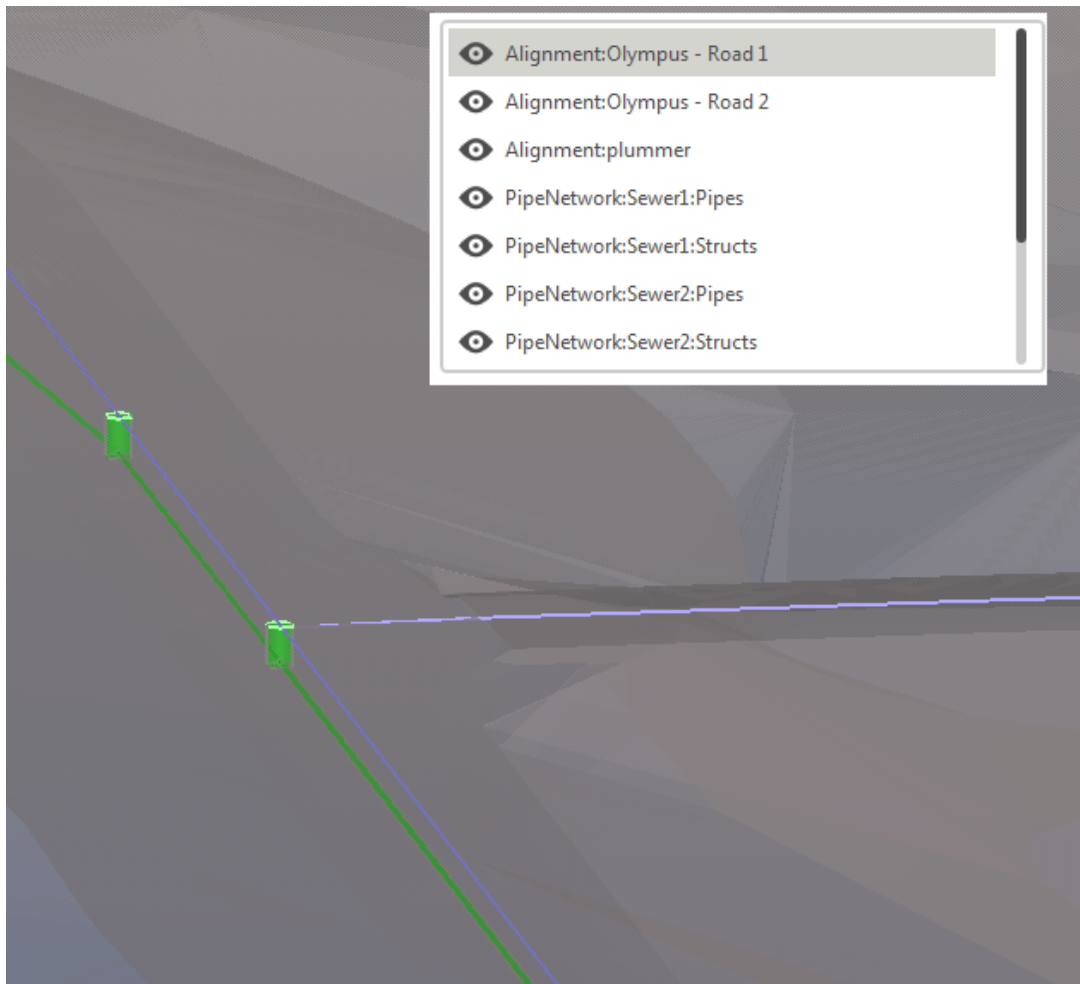 Alignment:Olympus - Road 1
Alignment:Olympus - Road 2
Alignment:plummer
PipeNetwork:Sewer1:Pipes
PipeNetwork:Sewer1:Structs
PipeNetwork:Sewer2:Pipes
PipeNetwork:Sewer2:Structs